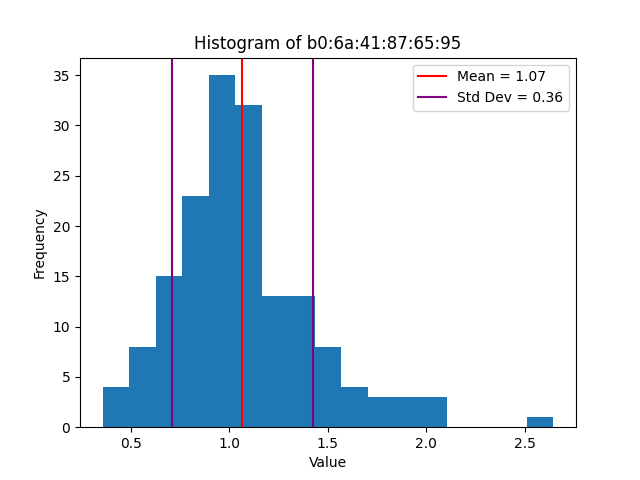 Histogram of b0:6a:41:87:65:95
Mean = 1.07
Std Dev = 0.36
Frequency
35
30
25
20
15
10
5
0
0.5 1.0 1.5 2.0 2.5
Value